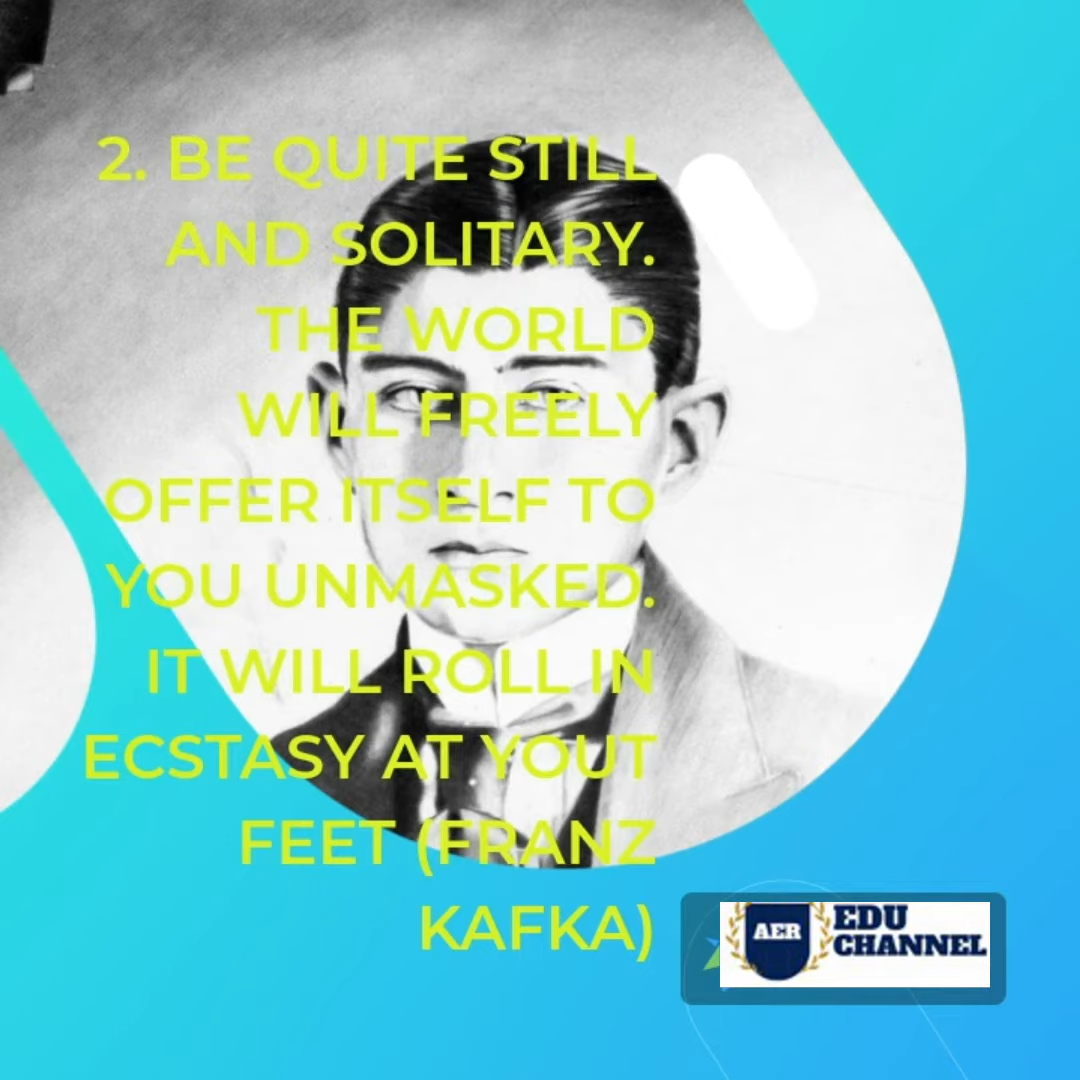 2. BE QUITE STILL
AND SOLITARY.
THE WORLD
WILL FREELY
OFFER ITSELF TO
YOU UNMASKED.
IT WILL ROLL IN
ECSTASY AT YOUT
FEET (FRANZ
KAFKA)
AER
EDU
CHANNEL